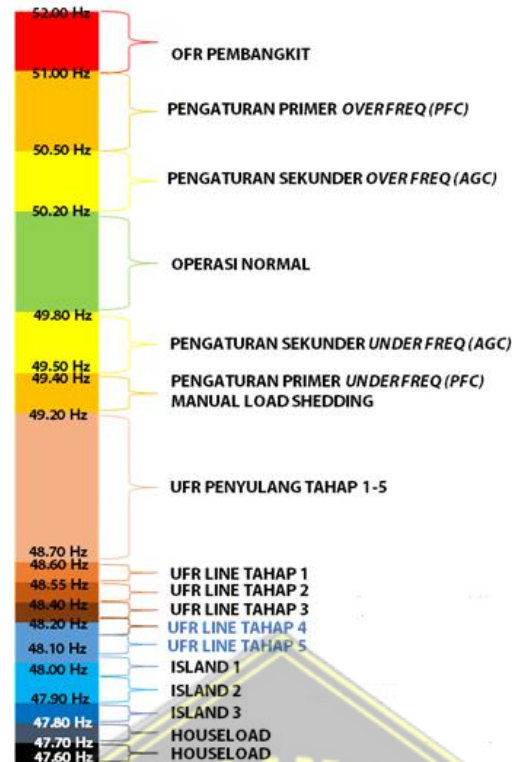 52.00 Hz
OFR PEMBANGKIT
51.00 Hz
PENGATURAN PRIMER OVER FREQ (PFC)
50.50 Hz
PENGATURAN SEKUNDER OVER FREQ (AGC)
50.20 Hz
OPERASI NORMAL
49.80 Hz
PENGATURAN SEKUNDER UNDER FREQ (AGC)
49.50 Hz
49.40 Hz
PENGATURAN PRIMER UNDER FREQ (PFC)
MANUAL LOAD SHEDDING
49.20 Hz
UFR PENYULANG TAHAP 1-5
48.70 Hz
48.60 Hz
UFR LINE TAHAP 1
48.55 Hz
UFR LINE TAHAP 2
48.40 Hz
UFR LINE TAHAP 3
48.20 Hz
UFR LINE TAHAP 4
48.10 Hz
UFR LINE TAHAP 5
48.00 Hz
ISLAND 1
ISLAND 2
47.90 Hz
ISLAND 3
47.80 Hz
HOUSELOAD
47.70 Hz
HOUSELOAD
47.60 Hz